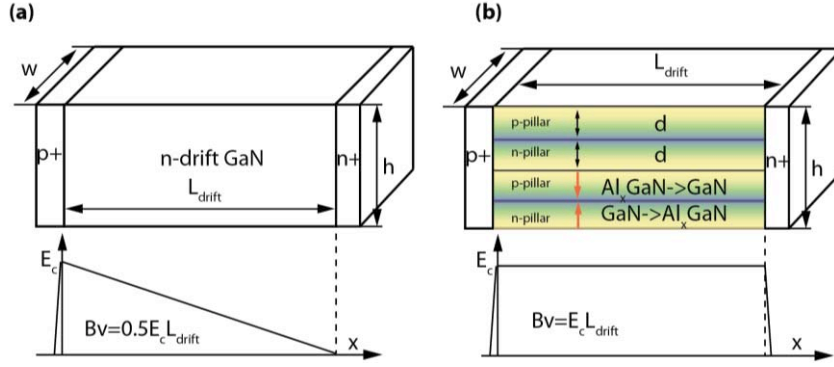 (a)
w
p+
n-drift GaN
n+
h
L_drift
E_c
Bv=0.5E_cL_drift
x
(b)
w
L_drift
p-pillar
d
p+
n-pillar
d
n+
h
p-pillar
Al_xGaN->GaN
n-pillar
GaN->Al_xGaN
E_c
Bv=E_cL_drift
x